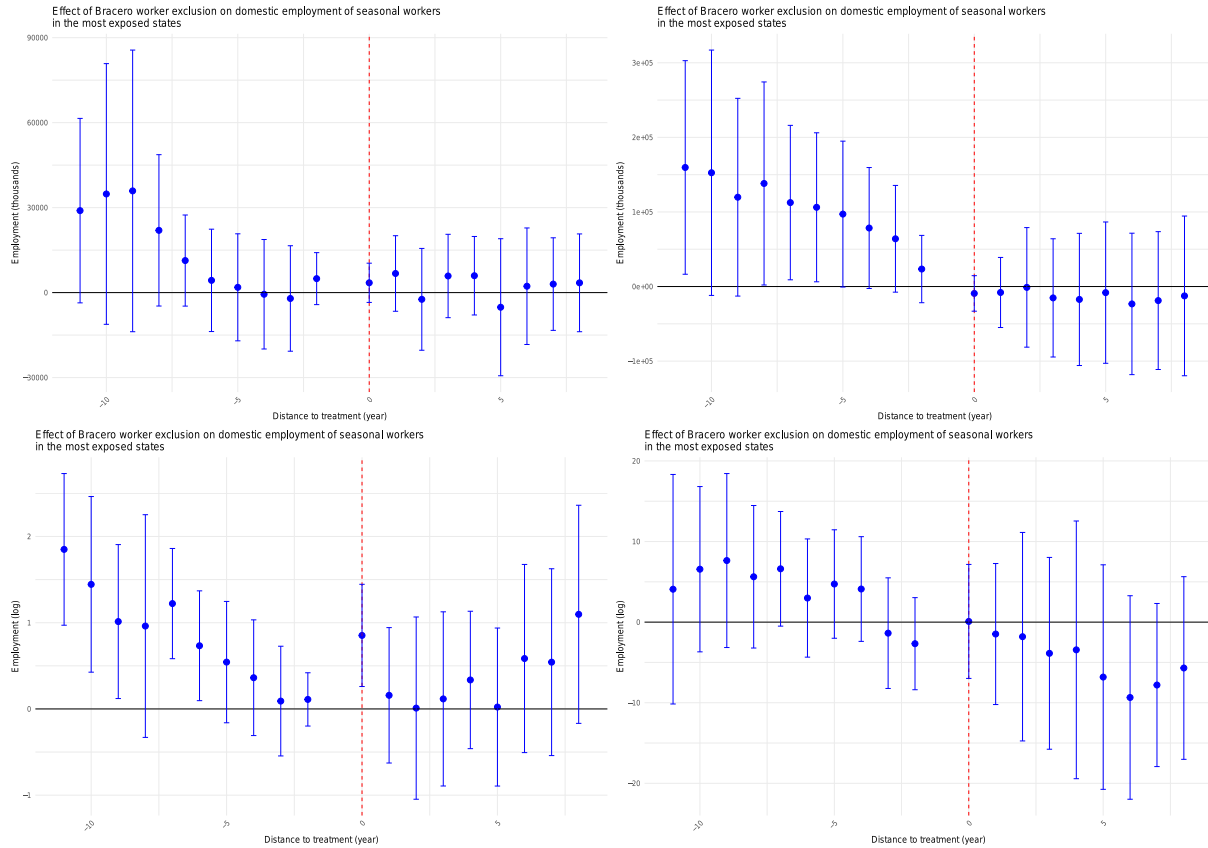 Effect of Bracero worker exclusion on domestic employment of seasonal workers
in the most exposed states
90000
60000
30000
0
−30000
Employment (thousands)
−10
−5
0
5
Distance to treatment (year)
Effect of Bracero worker exclusion on domestic employment of seasonal workers
in the most exposed states
3e+05
2e+05
1e+05
0e+00
−1e+05
Employment (thousands)
−10
−5
0
5
Distance to treatment (year)
Effect of Bracero worker exclusion on domestic employment of seasonal workers
in the most exposed states
2
1
0
−1
Employment (log)
−10
−5
0
5
Distance to treatment (year)
Effect of Bracero worker exclusion on domestic employment of seasonal workers
in the most exposed states
20
10
0
−10
−20
Employment (log)
−10
−5
0
5
Distance to treatment (year)